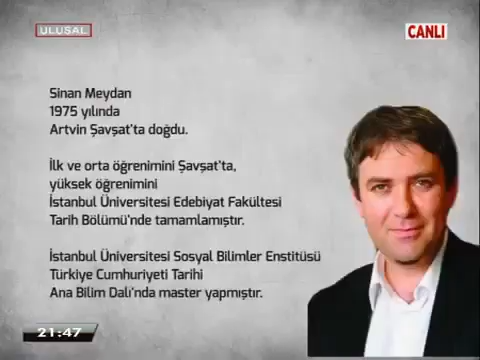 ULUSAL
CANLI
Sinan Meydan
1975 yılında
Artvin Şavşat'ta doğdu.
İlk ve orta öğrenimini Şavşat'ta,
yüksek öğrenimini
İstanbul Üniversitesi Edebiyat Fakültesi
Tarih Bölümü'nde tamamlamıştır.
İstanbul Üniversitesi Sosyal Bilimler Enstitüsü
Türkiye Cumhuriyeti Tarihi
Ana Bilim Dalı'nda master yapmıştır.
21:47